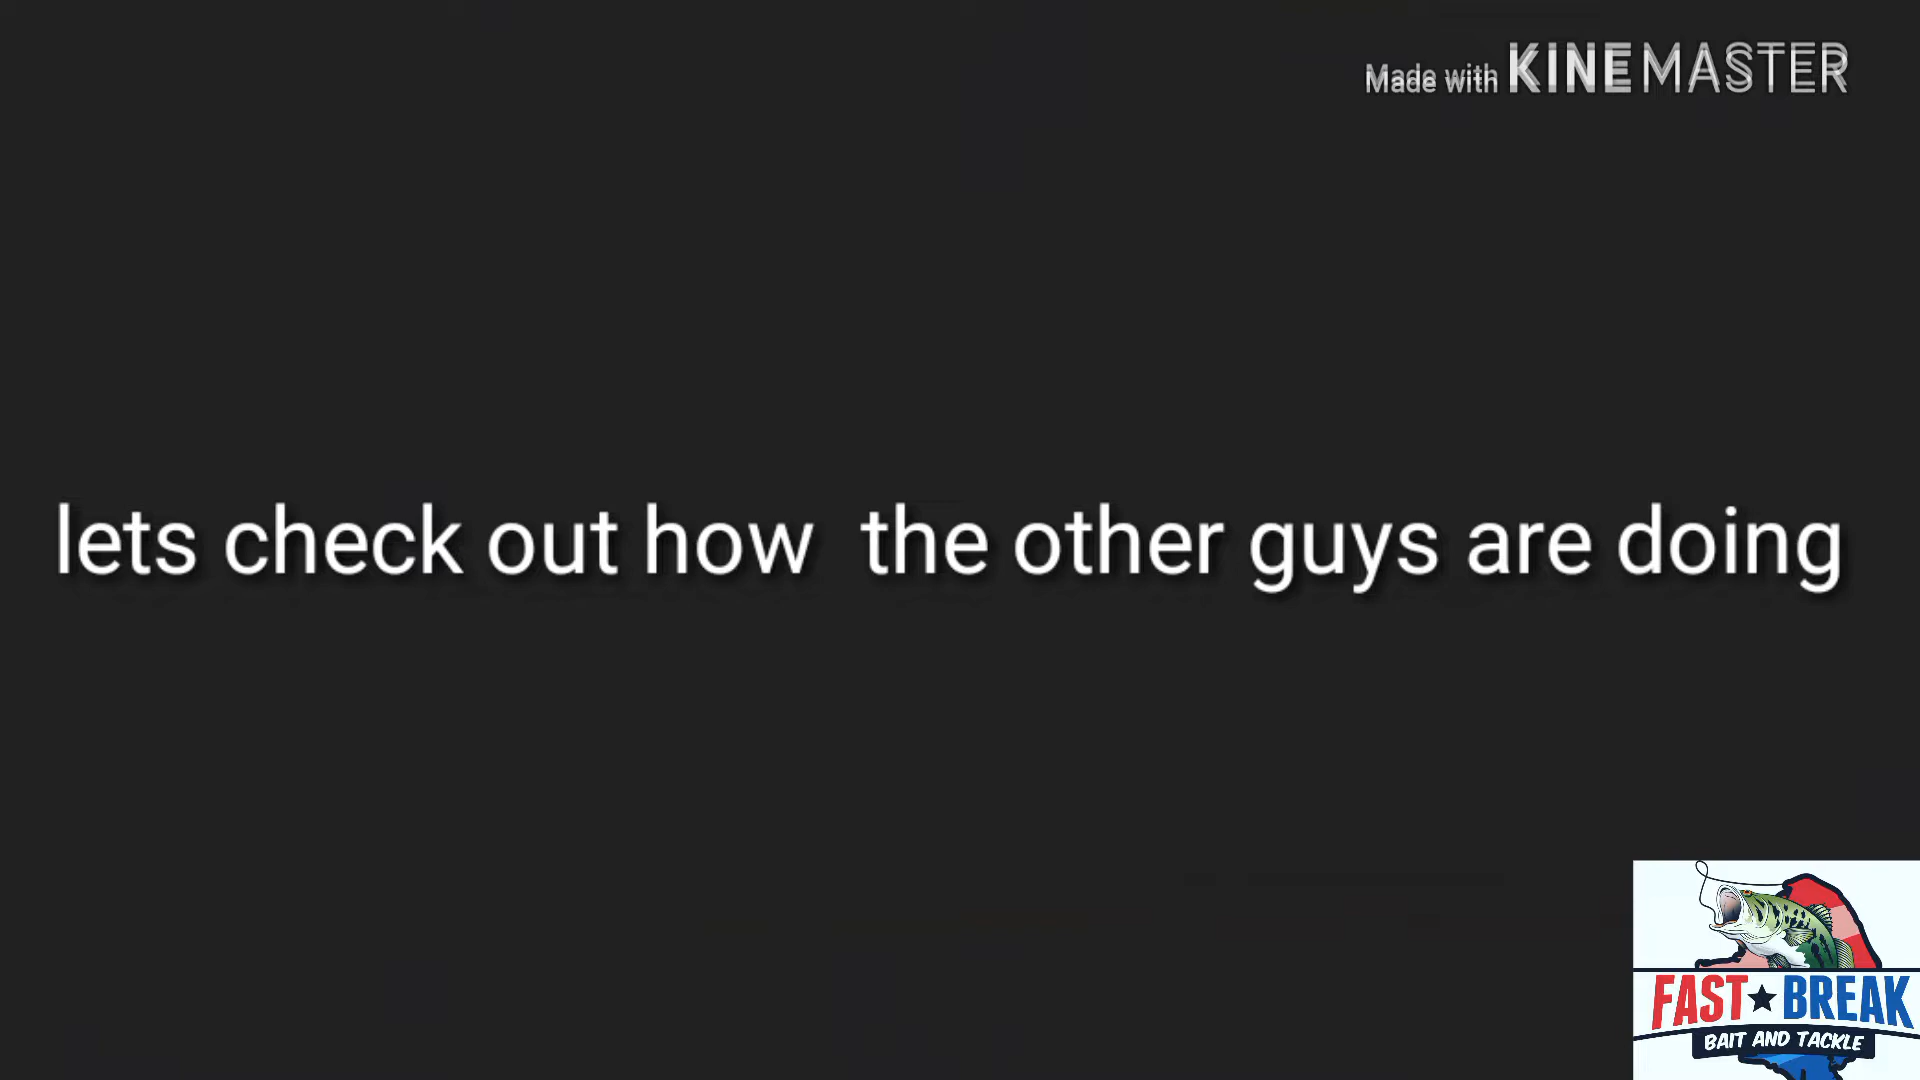 Made with KINEMASTER
lets check out how  the other guys are doing
FAST★BREAK
BAIT AND TACKLE